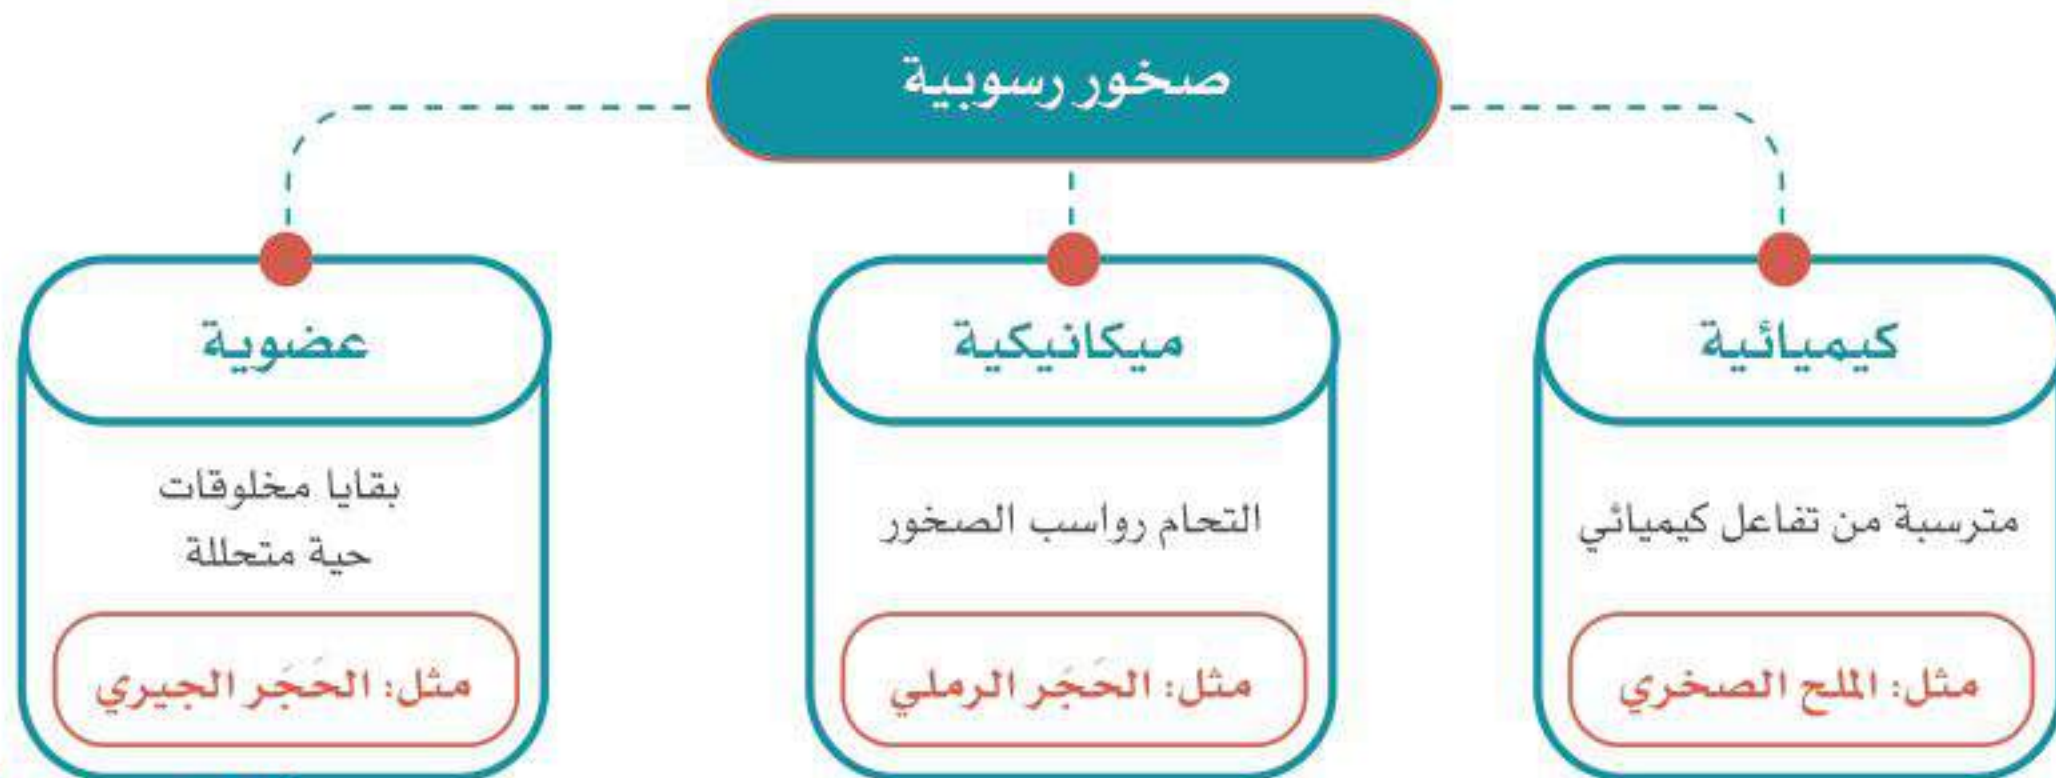 صخور رسوبية
كيميائية
مترسبة من تفاعل كيميائي
مثل: الملح الصخري
ميكانيكية
التحام رواسب الصخور
مثل: الحَجَر الرملي
عضوية
بقايا مخلوقات
حية متحللة
مثل: الحَجَر الجيري